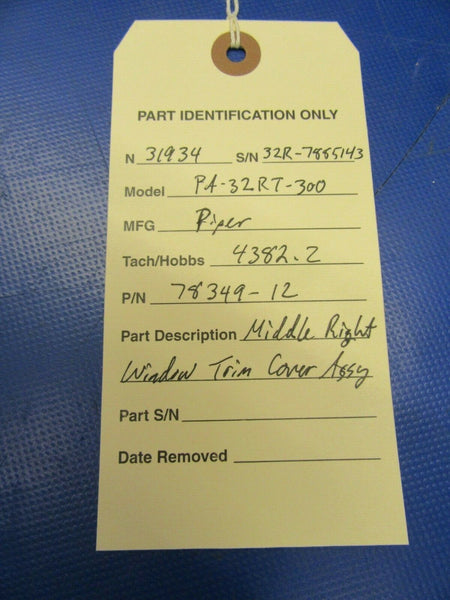 PART IDENTIFICATION ONLY
N 31934 S/N 32R-7885143
Model PA-32RT-300
MFG Piper
Tach/Hobbs 4382.2
P/N 78349-12
Part Description Middle Right
Window Trim Cover Assy
Part S/N
Date Removed